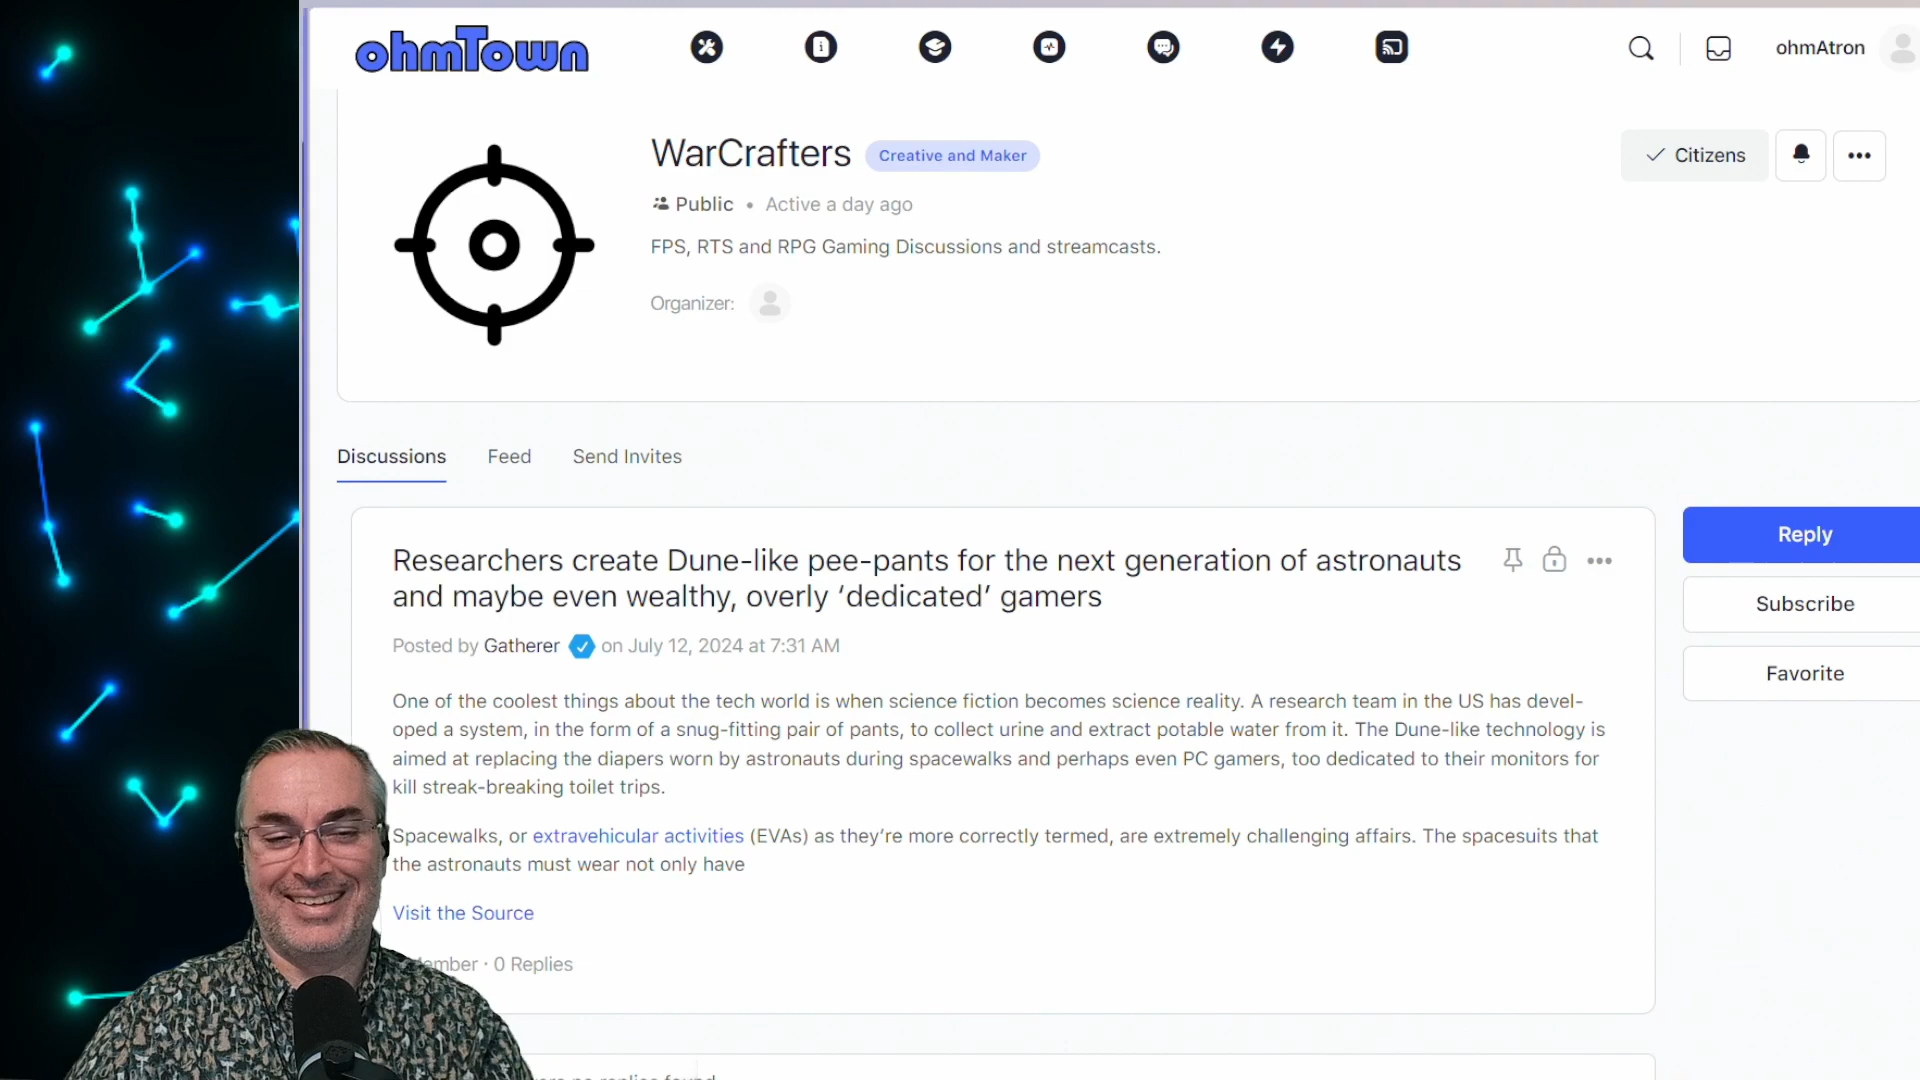 ohmTown
ohmAtron
WarCrafters
Creative and Maker
Citizens
Public • Active a day ago
FPS, RTS and RPG Gaming Discussions and streamcasts.
Organizer:
Discussions
Feed
Send Invites
Researchers create Dune-like pee-pants for the next generation of astronauts
and maybe even wealthy, overly ‘dedicated’ gamers
Posted by Gatherer on July 12, 2024 at 7:31 AM
One of the coolest things about the tech world is when science fiction becomes science reality. A research team in the US has devel-
oped a system, in the form of a snug-fitting pair of pants, to collect urine and extract potable water from it. The Dune-like technology is
aimed at replacing the diapers worn by astronauts during spacewalks and perhaps even PC gamers, too dedicated to their monitors for
kill streak-breaking toilet trips.
Spacewalks, or extravehicular activities (EVAs) as they’re more correctly termed, are extremely challenging affairs. The spacesuits that
the astronauts must wear not only have
Visit the Source
· 0 Replies
Reply
Subscribe
Favorite